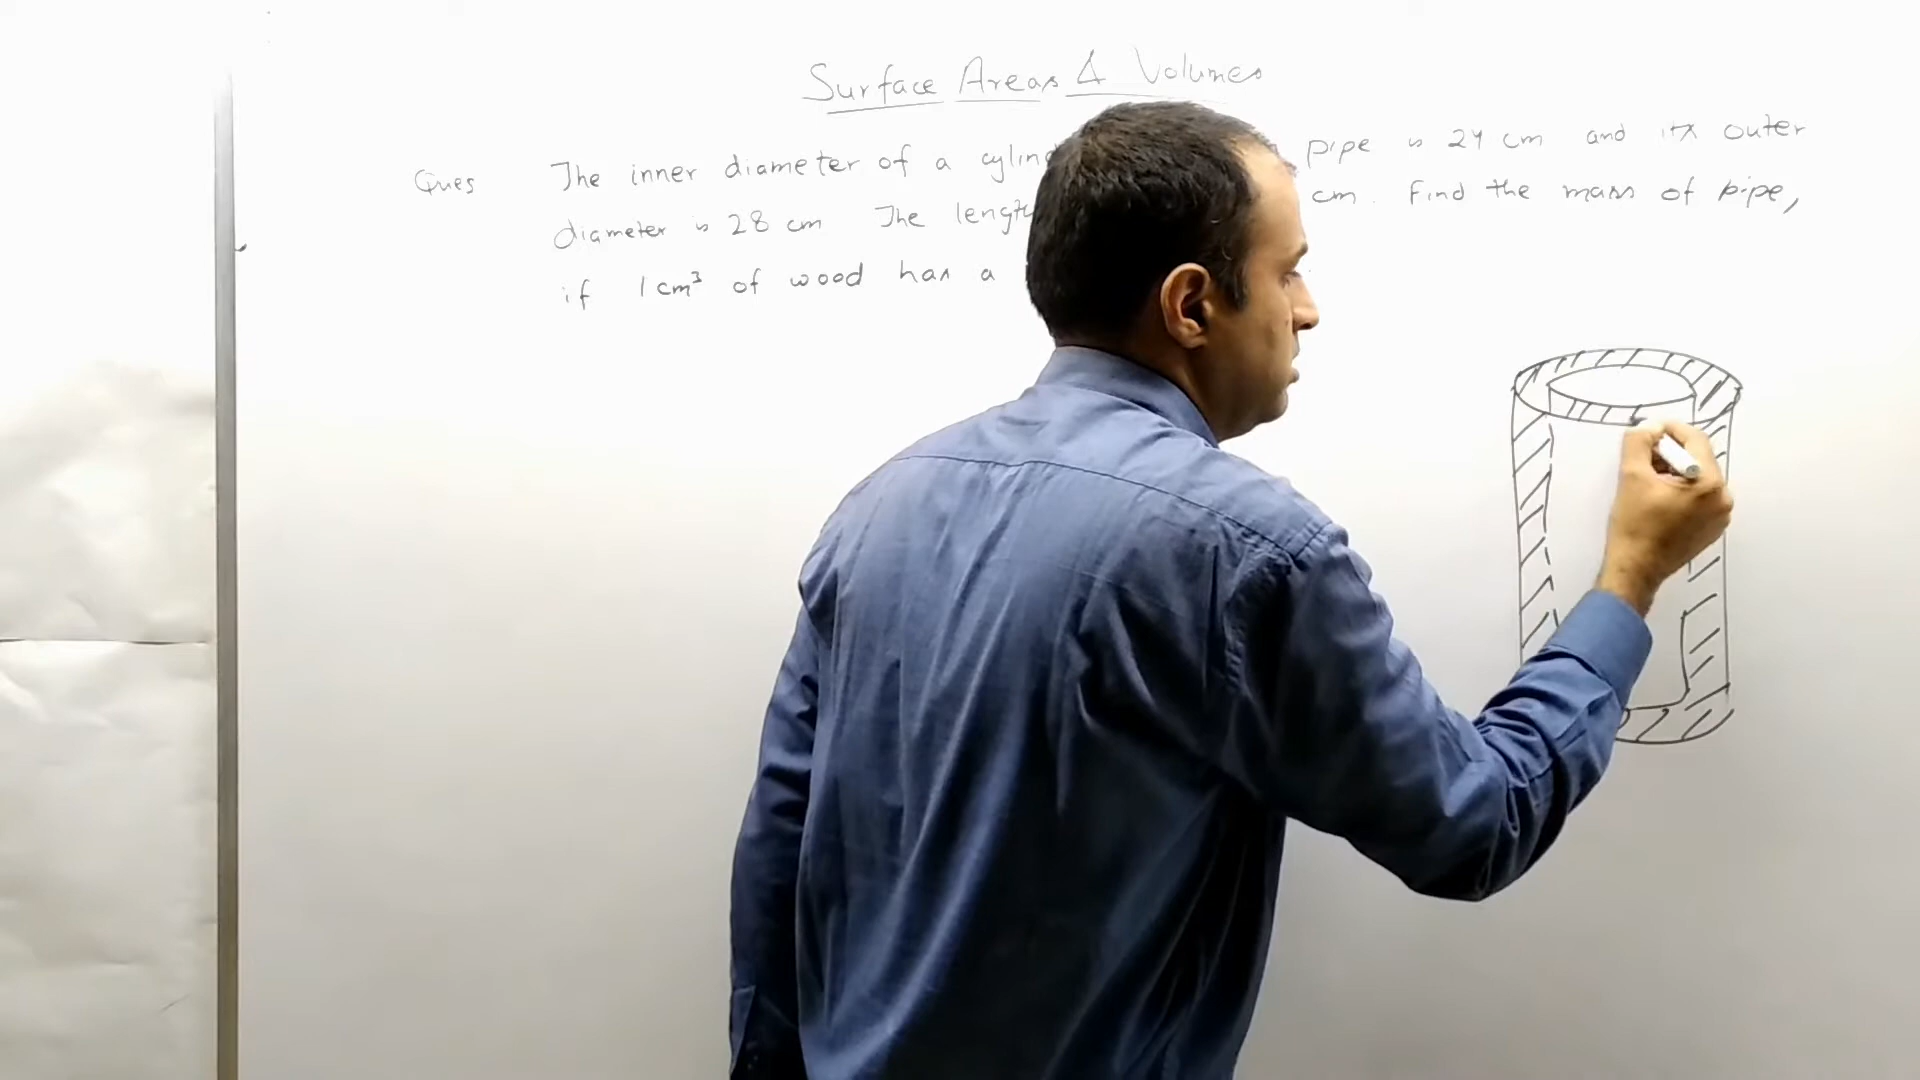 Surface Areas & Volumes
Ques The inner diameter of a cylind pipe is 24 cm and its outer
diameter is 28 cm The length cm. Find the mass of pipe,
if 1 cm³ of wood has a